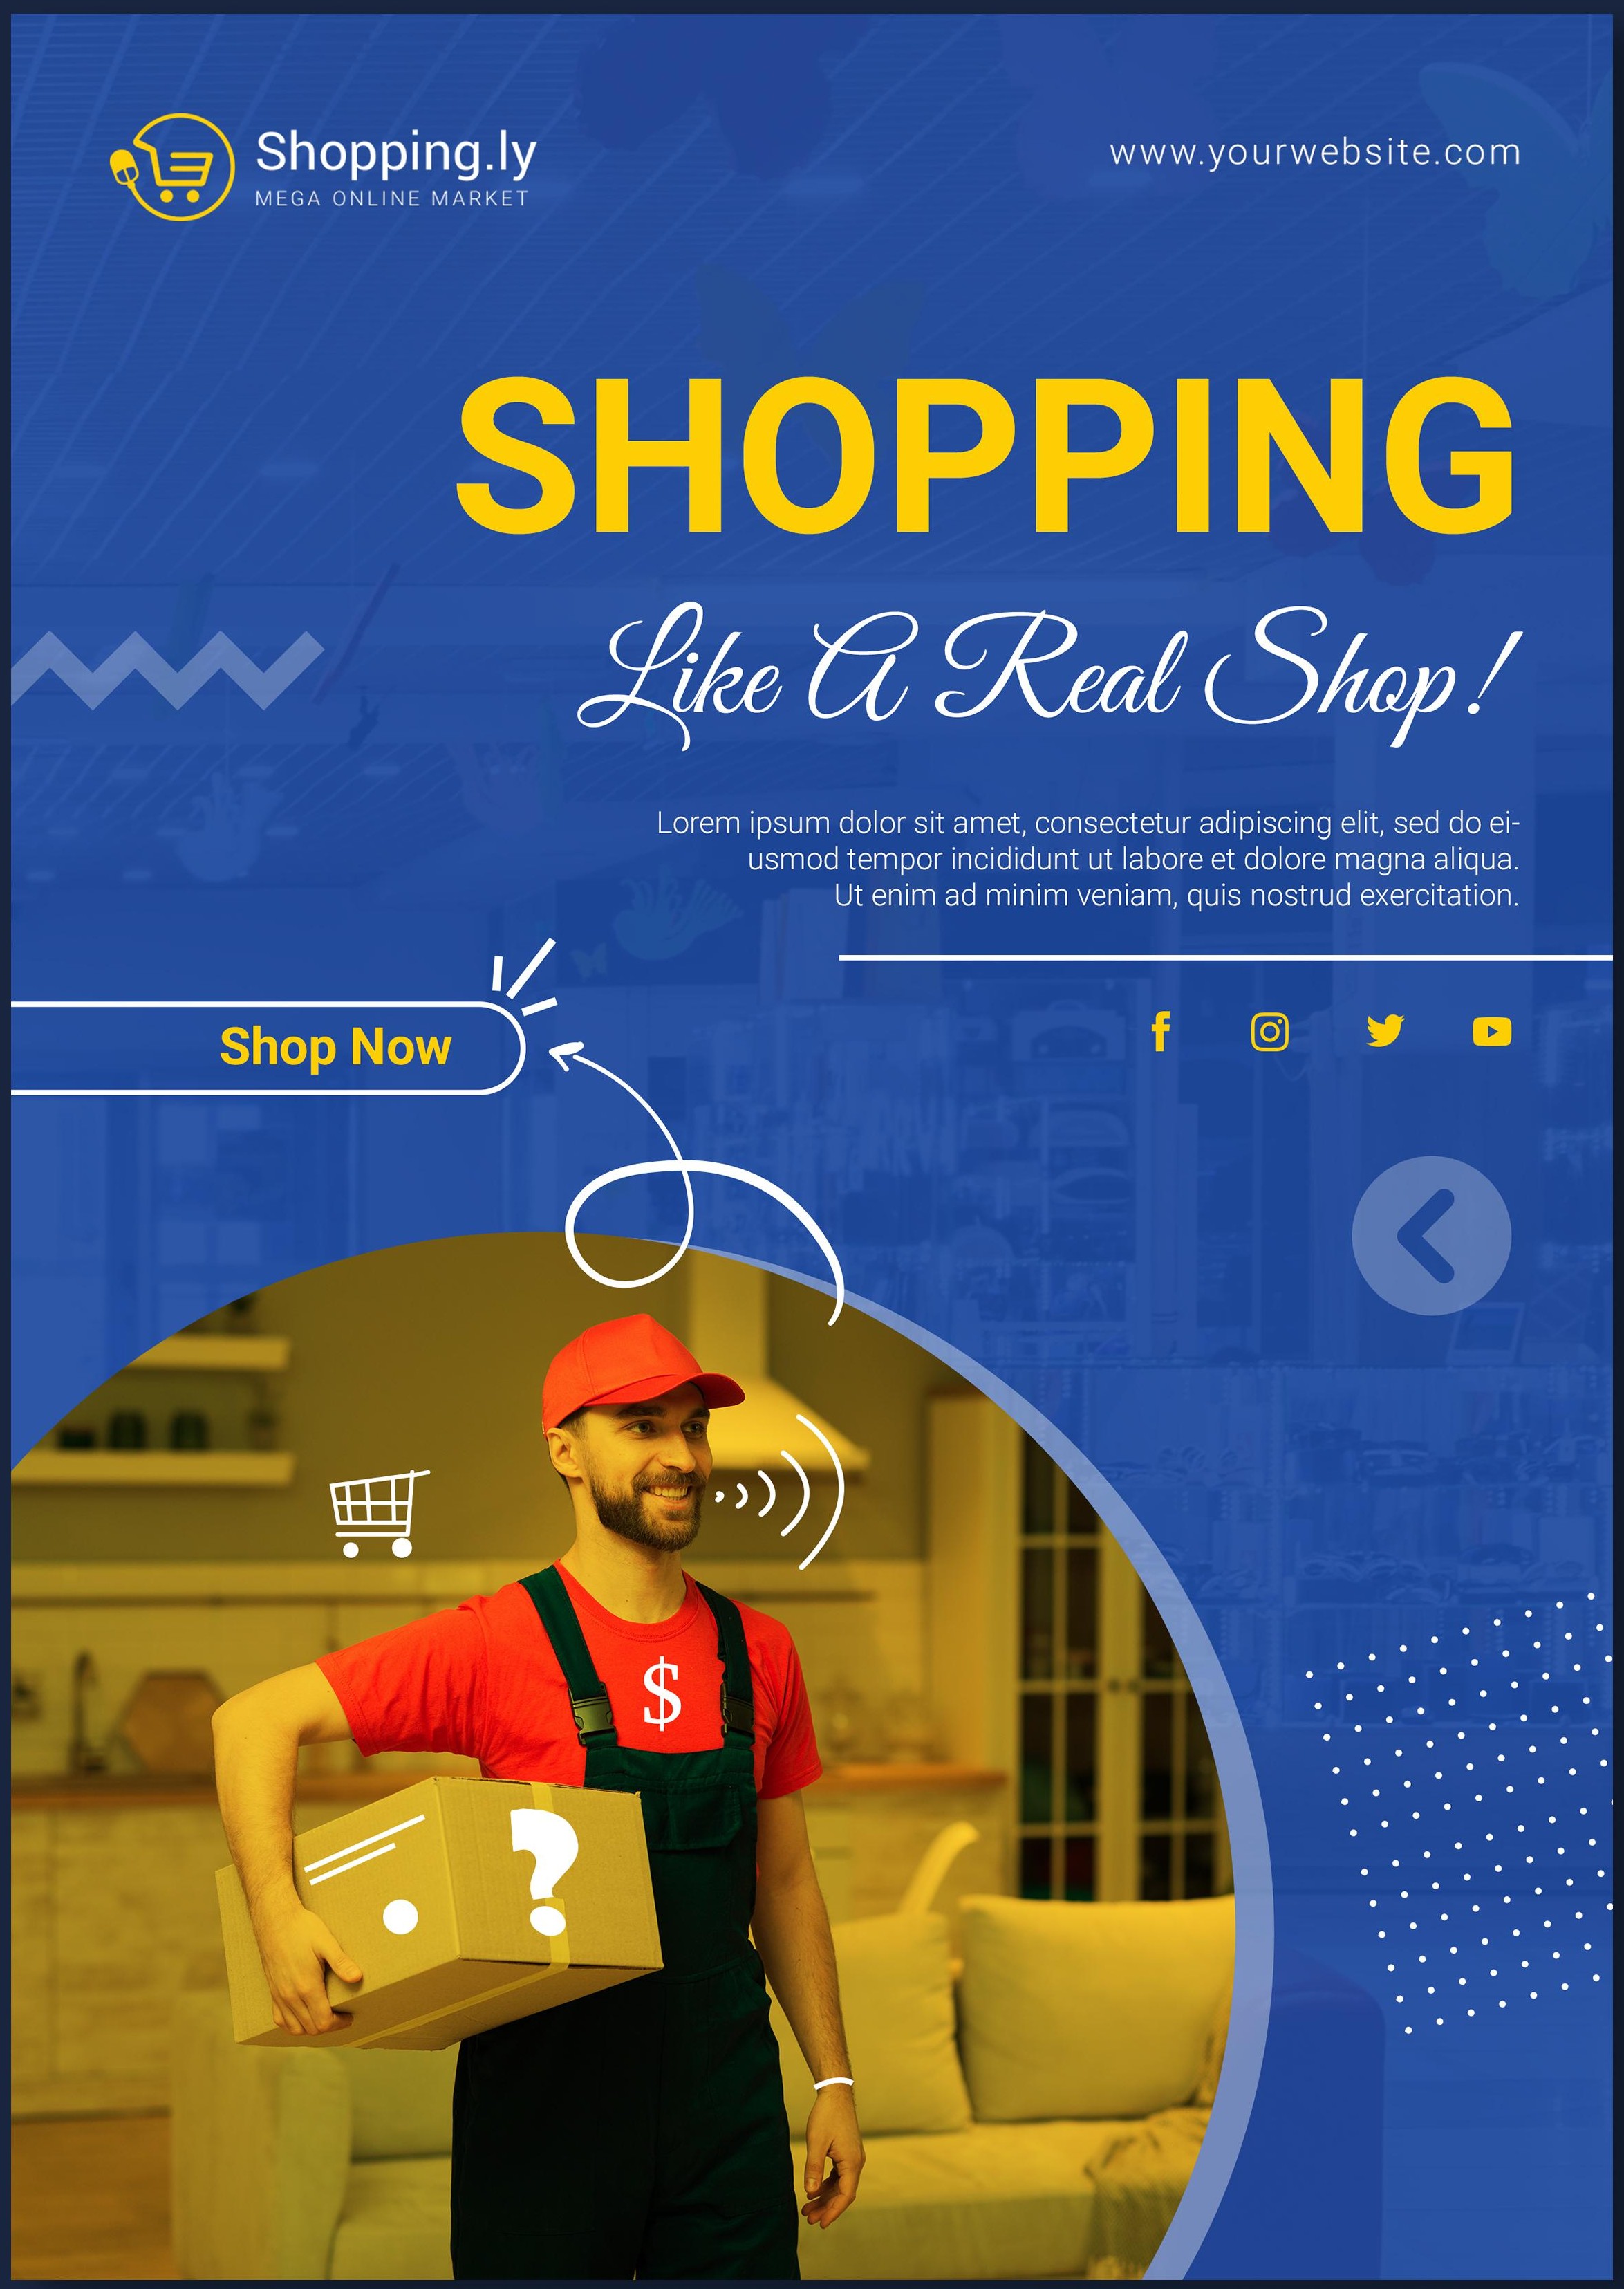 Shopping.ly
MEGA ONLINE MARKET
www.yourwebsite.com
SHOPPING
Like A Real Shop!
Lorem ipsum dolor sit amet, consectetur adipiscing elit, sed do ei-
usmod tempor incididunt ut labore et dolore magna aliqua.
Ut enim ad minim veniam, quis nostrud exercitation.
Shop Now
$
?